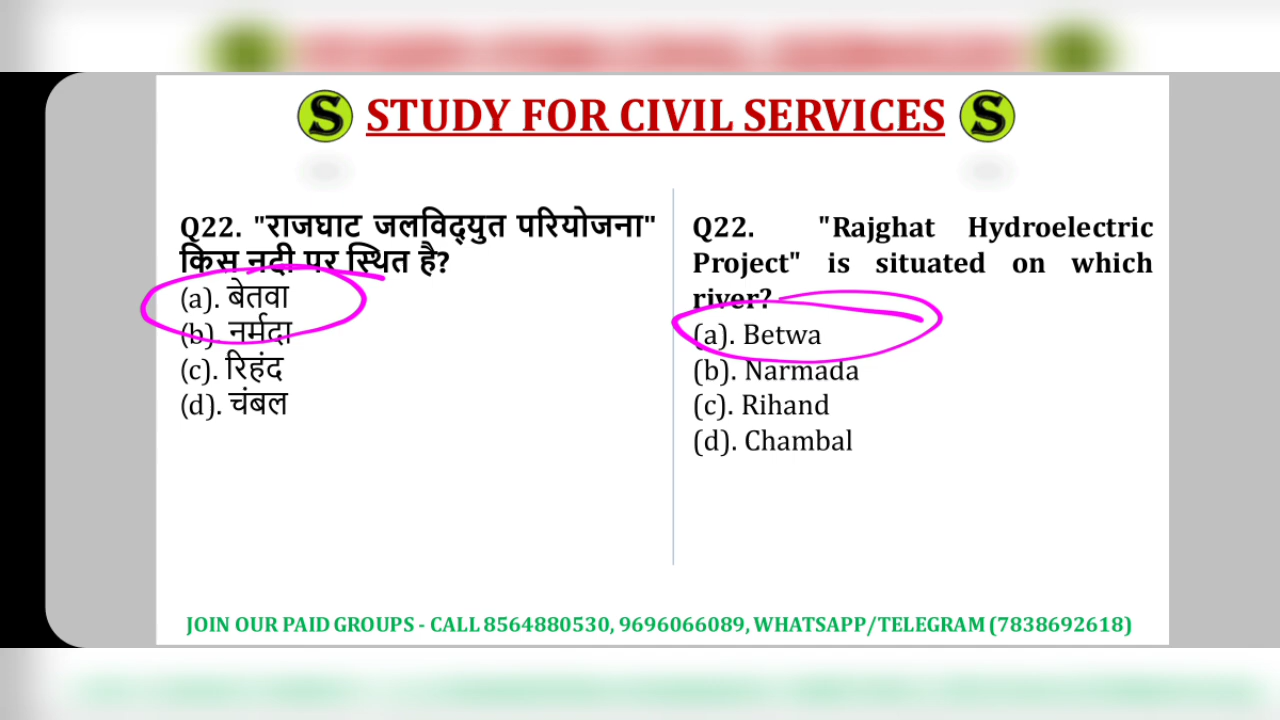 S STUDY FOR CIVIL SERVICES S
Q22. "राजघाट जलविद्युत परियोजना"
किस नदी पर स्थित है?
(a). बेतवा
(b). नर्मदा
(c). रिहंद
(d). चंबल
Q22. "Rajghat Hydroelectric
Project" is situated on which
river?
(a). Betwa
(b). Narmada
(c). Rihand
(d). Chambal
JOIN OUR PAID GROUPS - CALL 8564880530, 9696066089, WHATSAPP/TELEGRAM (7838692618)